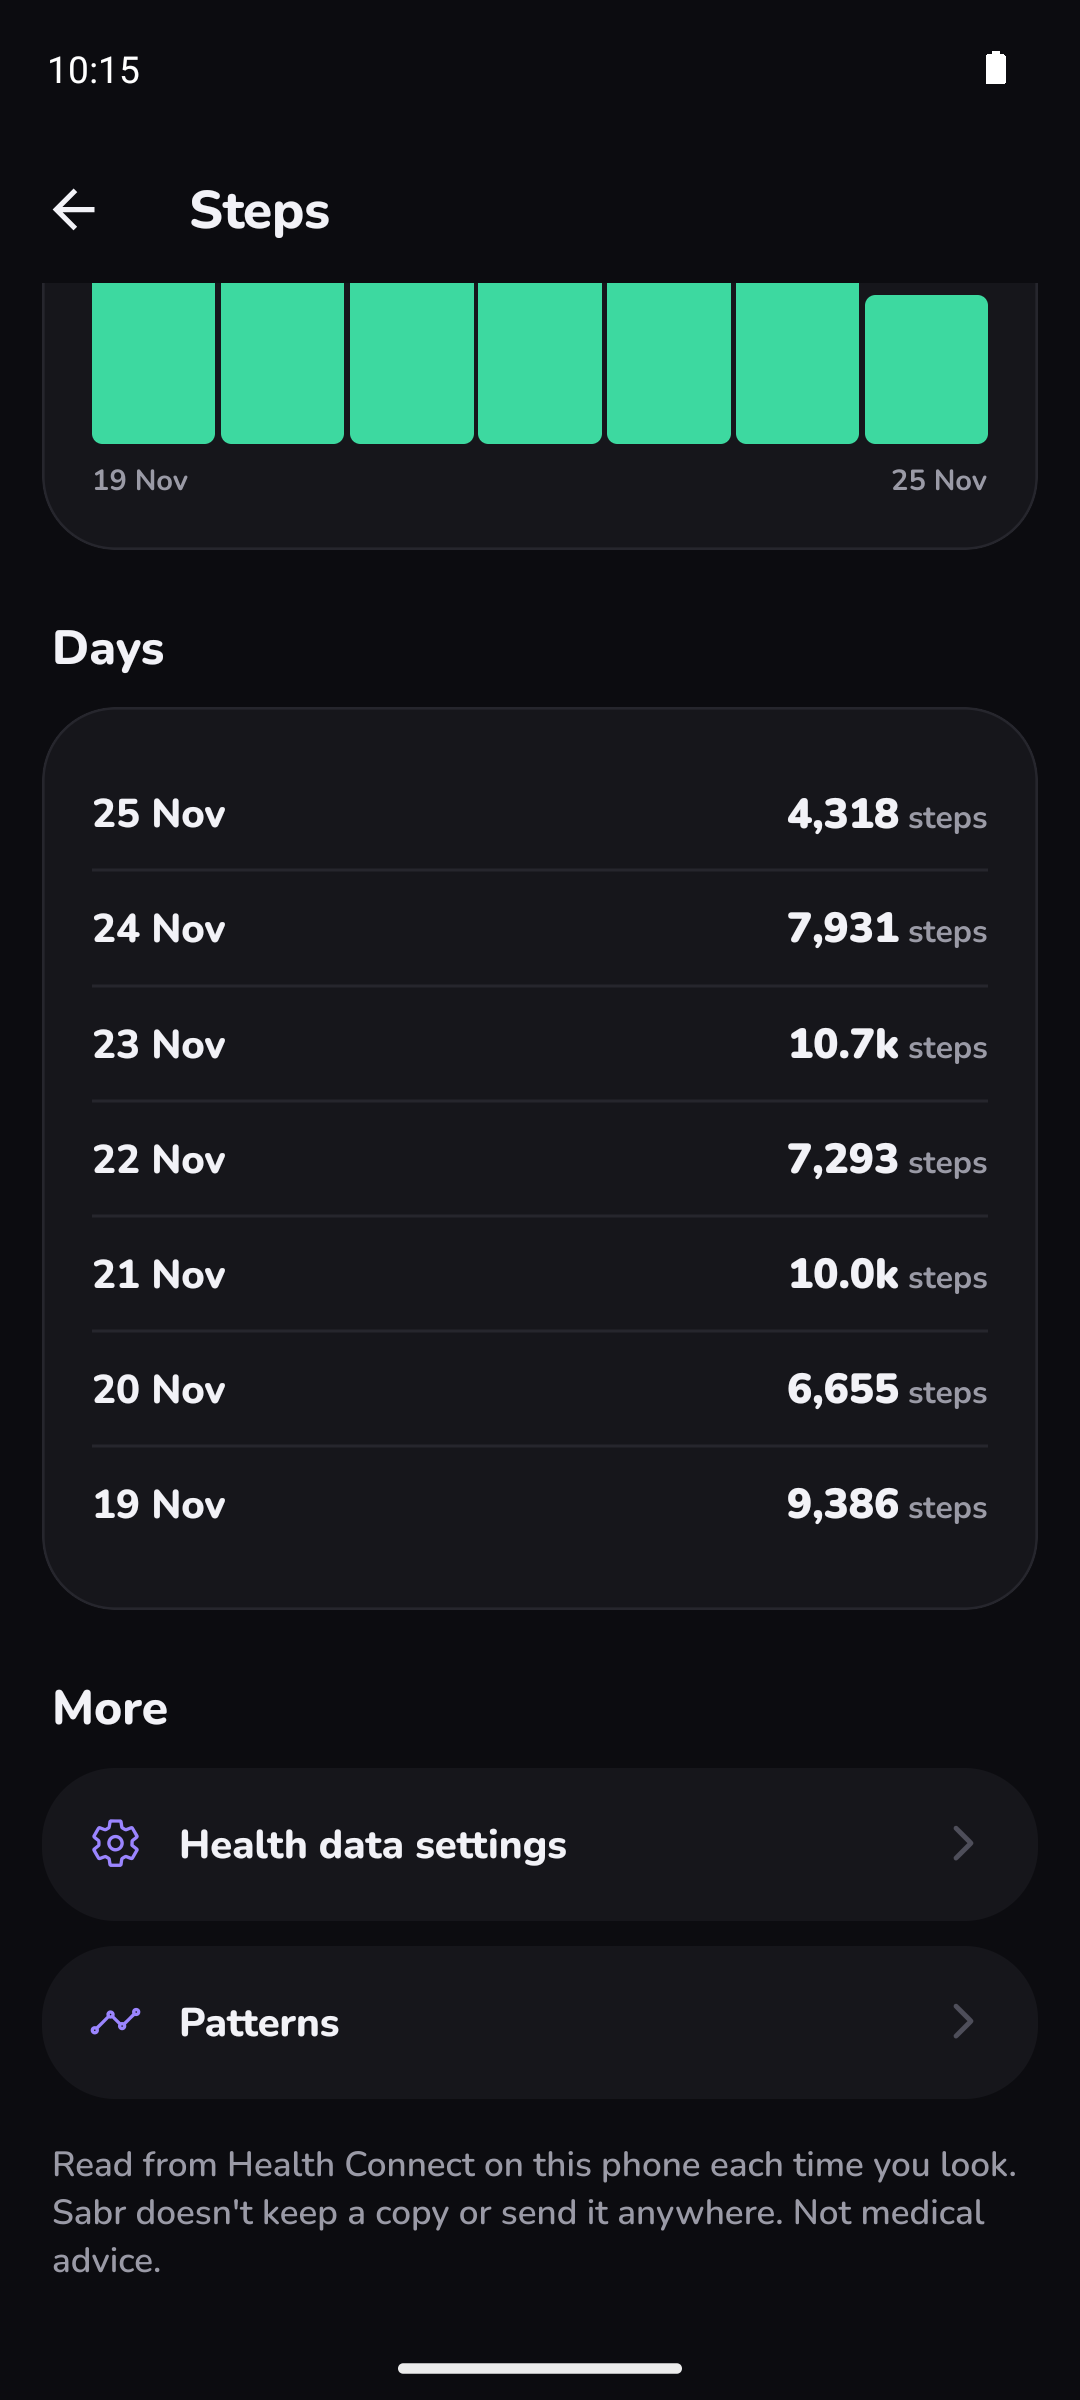 10:15
Steps
19 Nov 25 Nov
Days
25 Nov 4,318 steps
24 Nov 7,931 steps
23 Nov 10.7k steps
22 Nov 7,293 steps
21 Nov 10.0k steps
20 Nov 6,655 steps
19 Nov 9,386 steps
More
Health data settings
Patterns
Read from Health Connect on this phone each time you look.
Sabr doesn't keep a copy or send it anywhere. Not medical
advice.